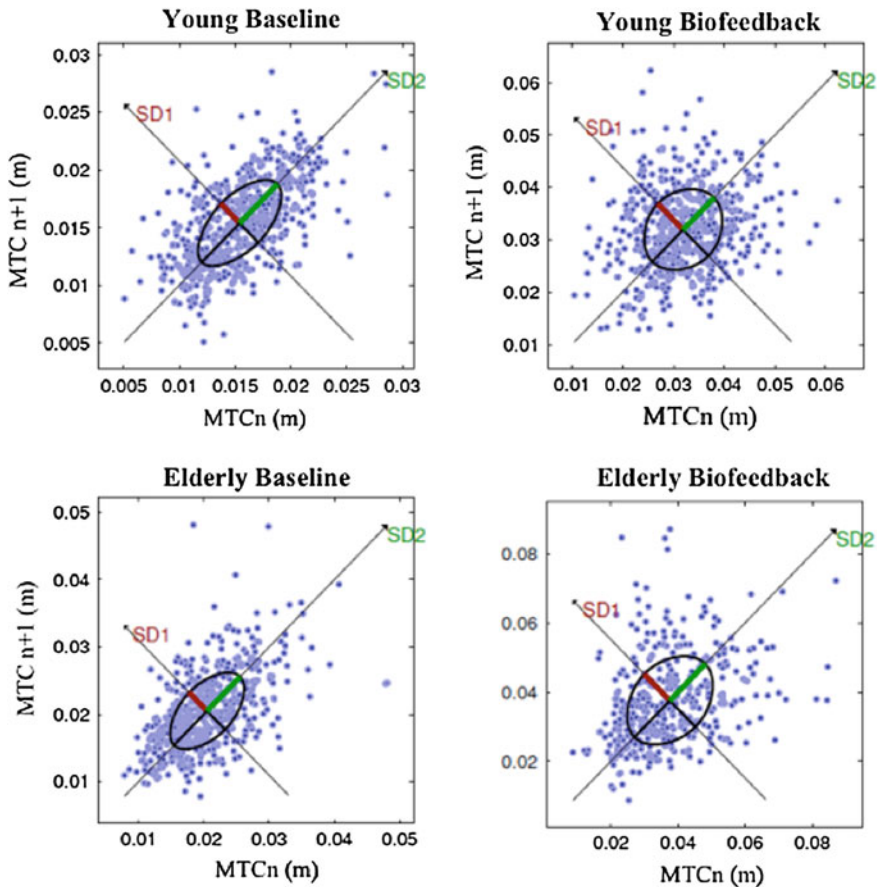 Young Baseline
0.03
0.025
0.02
0.015
0.01
0.005
MTC n+1 (m)
SD1
SD2
0.005 0.01 0.015 0.02 0.025 0.03
MTCn (m)
Young Biofeedback
0.06
0.05
0.04
0.03
0.02
0.01
MTC n+1 (m)
SD1
SD2
0.01 0.02 0.03 0.04 0.05 0.06
MTCn (m)
Elderly Baseline
0.05
0.04
0.03
0.02
0.01
MTC n+1 (m)
SD1
SD2
0.01 0.02 0.03 0.04 0.05
MTCn (m)
Elderly Biofeedback
0.08
0.06
0.04
0.02
SD1
SD2
0.02 0.04 0.06 0.08
MTCn (m)